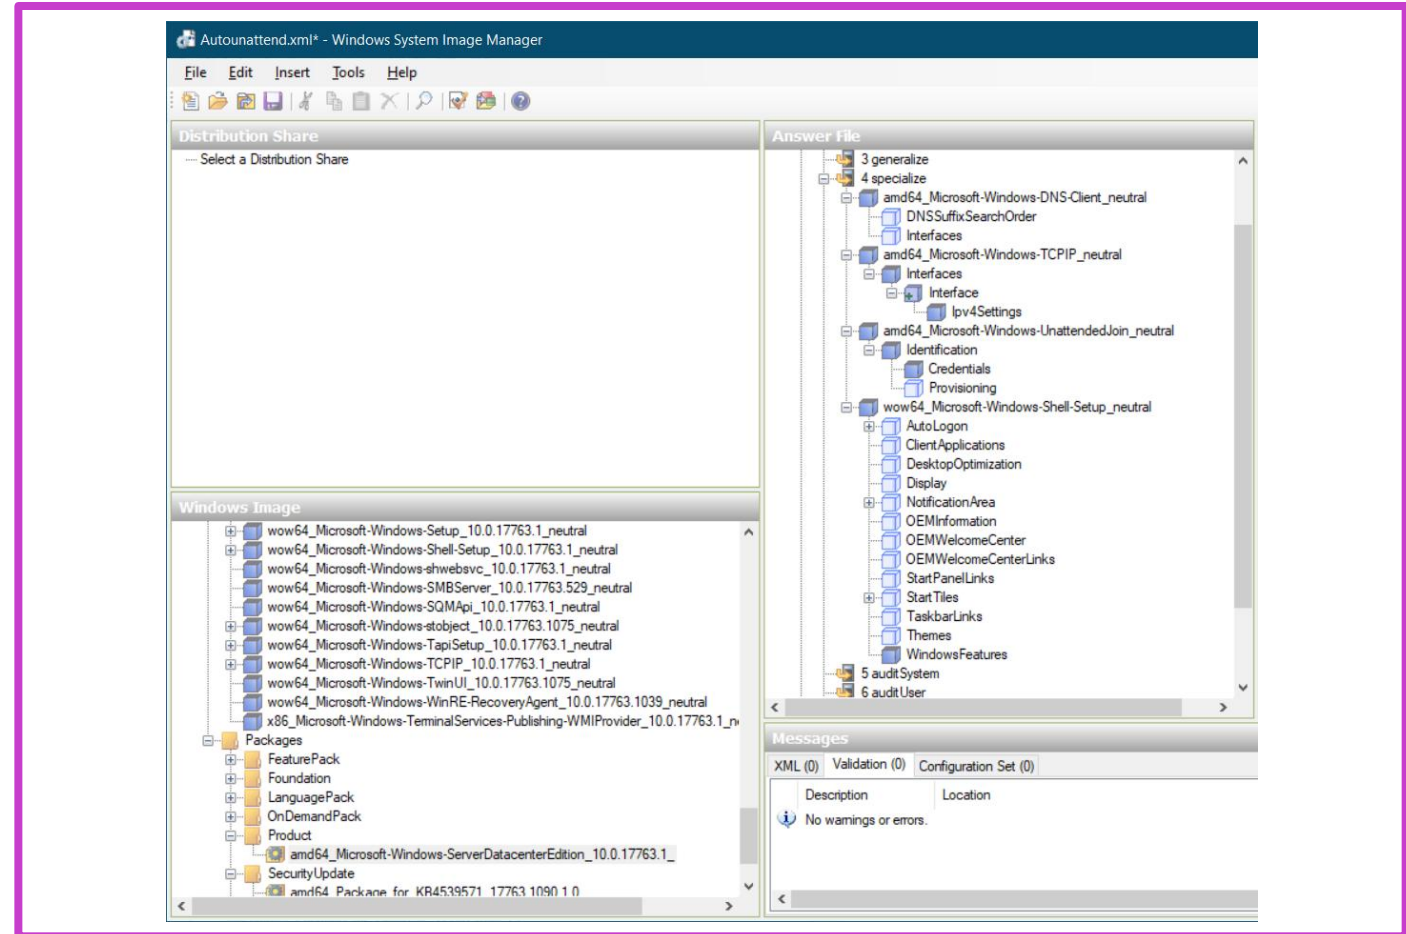 Autounattend.xml* - Windows System Image Manager
File Edit Insert Tools Help
Distribution Share
Select a Distribution Share
Windows Image
wow64_Microsoft-Windows-Setup_10.0.17763.1_neutral
wow64_Microsoft-Windows-Shell-Setup_10.0.17763.1_neutral
wow64_Microsoft-Windows-shwebsvc_10.0.17763.1_neutral
wow64_Microsoft-Windows-SMBServer_10.0.17763.529_neutral
wow64_Microsoft-Windows-SQMApi_10.0.17763.1_neutral
wow64_Microsoft-Windows-stobject_10.0.17763.1075_neutral
wow64_Microsoft-Windows-TapiSetup_10.0.17763.1_neutral
wow64_Microsoft-Windows-TCPIP_10.0.17763.1_neutral
wow64_Microsoft-Windows-TwinUI_10.0.17763.1075_neutral
wow64_Microsoft-Windows-WinRE-RecoveryAgent_10.0.17763.1039_neutral
x86_Microsoft-Windows-TerminalServices-Publishing-WMIProvider_10.0.17763.1_n
Packages
FeaturePack
Foundation
LanguagePack
OnDemandPack
Product
amd64_Microsoft-Windows-ServerDatacenterEdition_10.0.17763.1_
SecurityUpdate
amd64_Package_for_KB4539571_17763.1090.1.0
Answer File
3 generalize
4 specialize
amd64_Microsoft-Windows-DNS-Client_neutral
DNSSuffixSearchOrder
Interfaces
amd64_Microsoft-Windows-TCPIP_neutral
Interfaces
Interface
Ipv4Settings
amd64_Microsoft-Windows-UnattendedJoin_neutral
Identification
Credentials
Provisioning
wow64_Microsoft-Windows-Shell-Setup_neutral
AutoLogon
ClientApplications
DesktopOptimization
Display
NotificationArea
OEMInformation
OEMWelcomeCenter
OEMWelcomeCenterLinks
StartPanelLinks
StartTiles
TaskbarLinks
Themes
WindowsFeatures
5 auditSystem
6 auditUser
Messages
XML (0) Validation (0) Configuration Set (0)
Description Location
No warnings or errors.